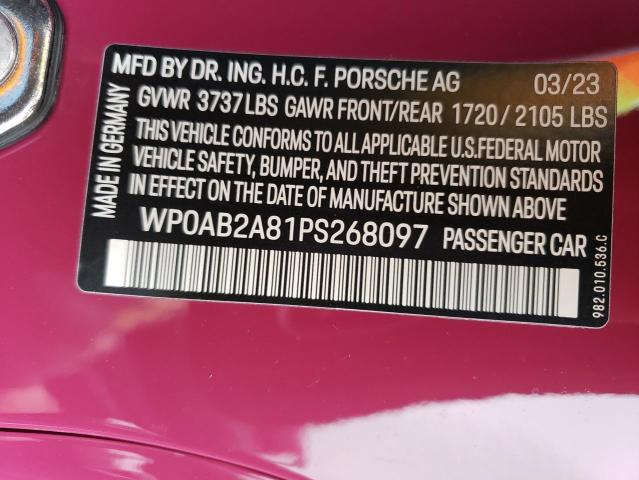 MFD BY DR. ING. H.C. F. PORSCHE AG 03/23
GVWR 3737 LBS GAWR FRONT/REAR 1720 / 2105 LBS
THIS VEHICLE CONFORMS TO ALL APPLICABLE U.S.FEDERAL MOTOR
VEHICLE SAFETY, BUMPER, AND THEFT PREVENTION STANDARDS
IN EFFECT ON THE DATE OF MANUFACTURE SHOWN ABOVE
WP0AB2A81PS268097 PASSENGER CAR
MADE IN GERMANY
982.010.536.C